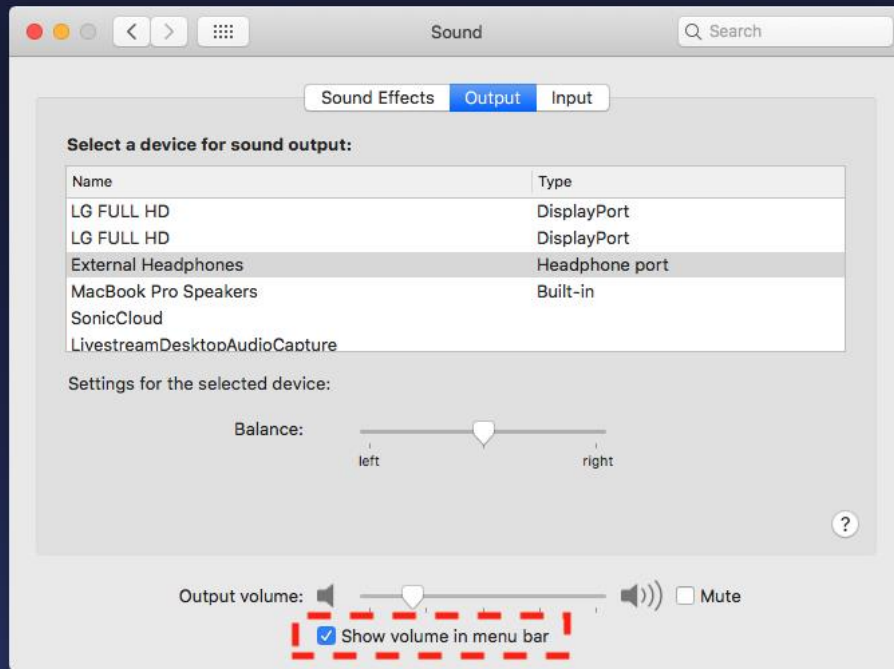 Sound
Search
Sound Effects Output Input
Select a device for sound output:
Name Type
LG FULL HD DisplayPort
LG FULL HD DisplayPort
External Headphones Headphone port
MacBook Pro Speakers Built-in
SonicCloud
LivestreamDesktopAudioCapture
Settings for the selected device:
Balance:
left right
?
Output volume: Mute
Show volume in menu bar